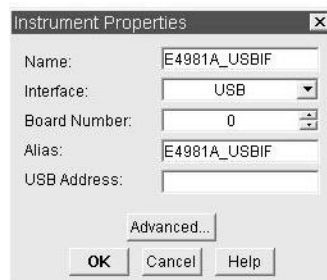 Instrument Properties
Name: E4981A_USBIF
Interface: USB
Board Number: 0
Alias: E4981A_USBIF
USB Address:
Advanced...
OK Cancel Help